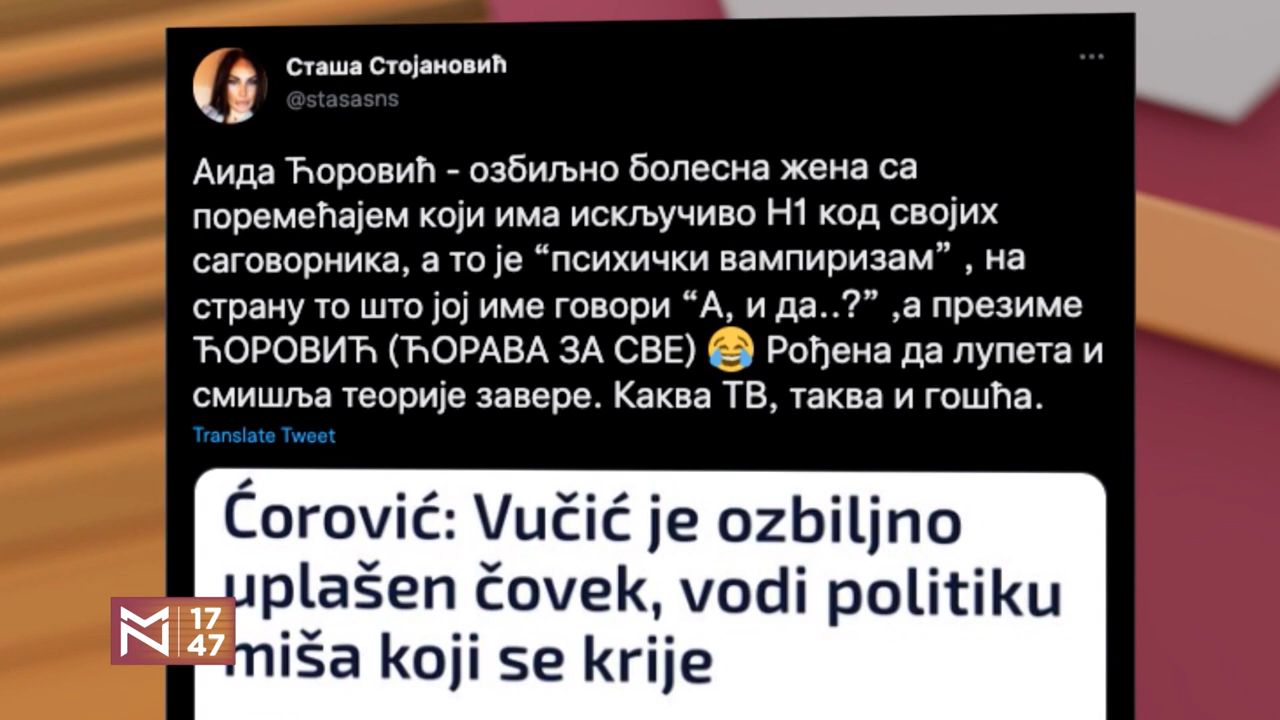 Сташа Стојановић
@stasasns
Аида Ћоровић - озбиљно болесна жена са
поремећајем који има искључиво Н1 код својих
саговорника, а то је “психички вампиризам” , на
страну то што јој име говори “А, и да..?” ,а презиме
ЋОРОВИЋ (ЋОРАВА ЗА СВЕ) 😂 Рођена да лупета и
смишља теорије завере. Каква ТВ, таква и гошћа.
Translate Tweet
Ćorović: Vučić je ozbiljno
uplašen čovek, vodi politiku
miša koji se krije
17
47